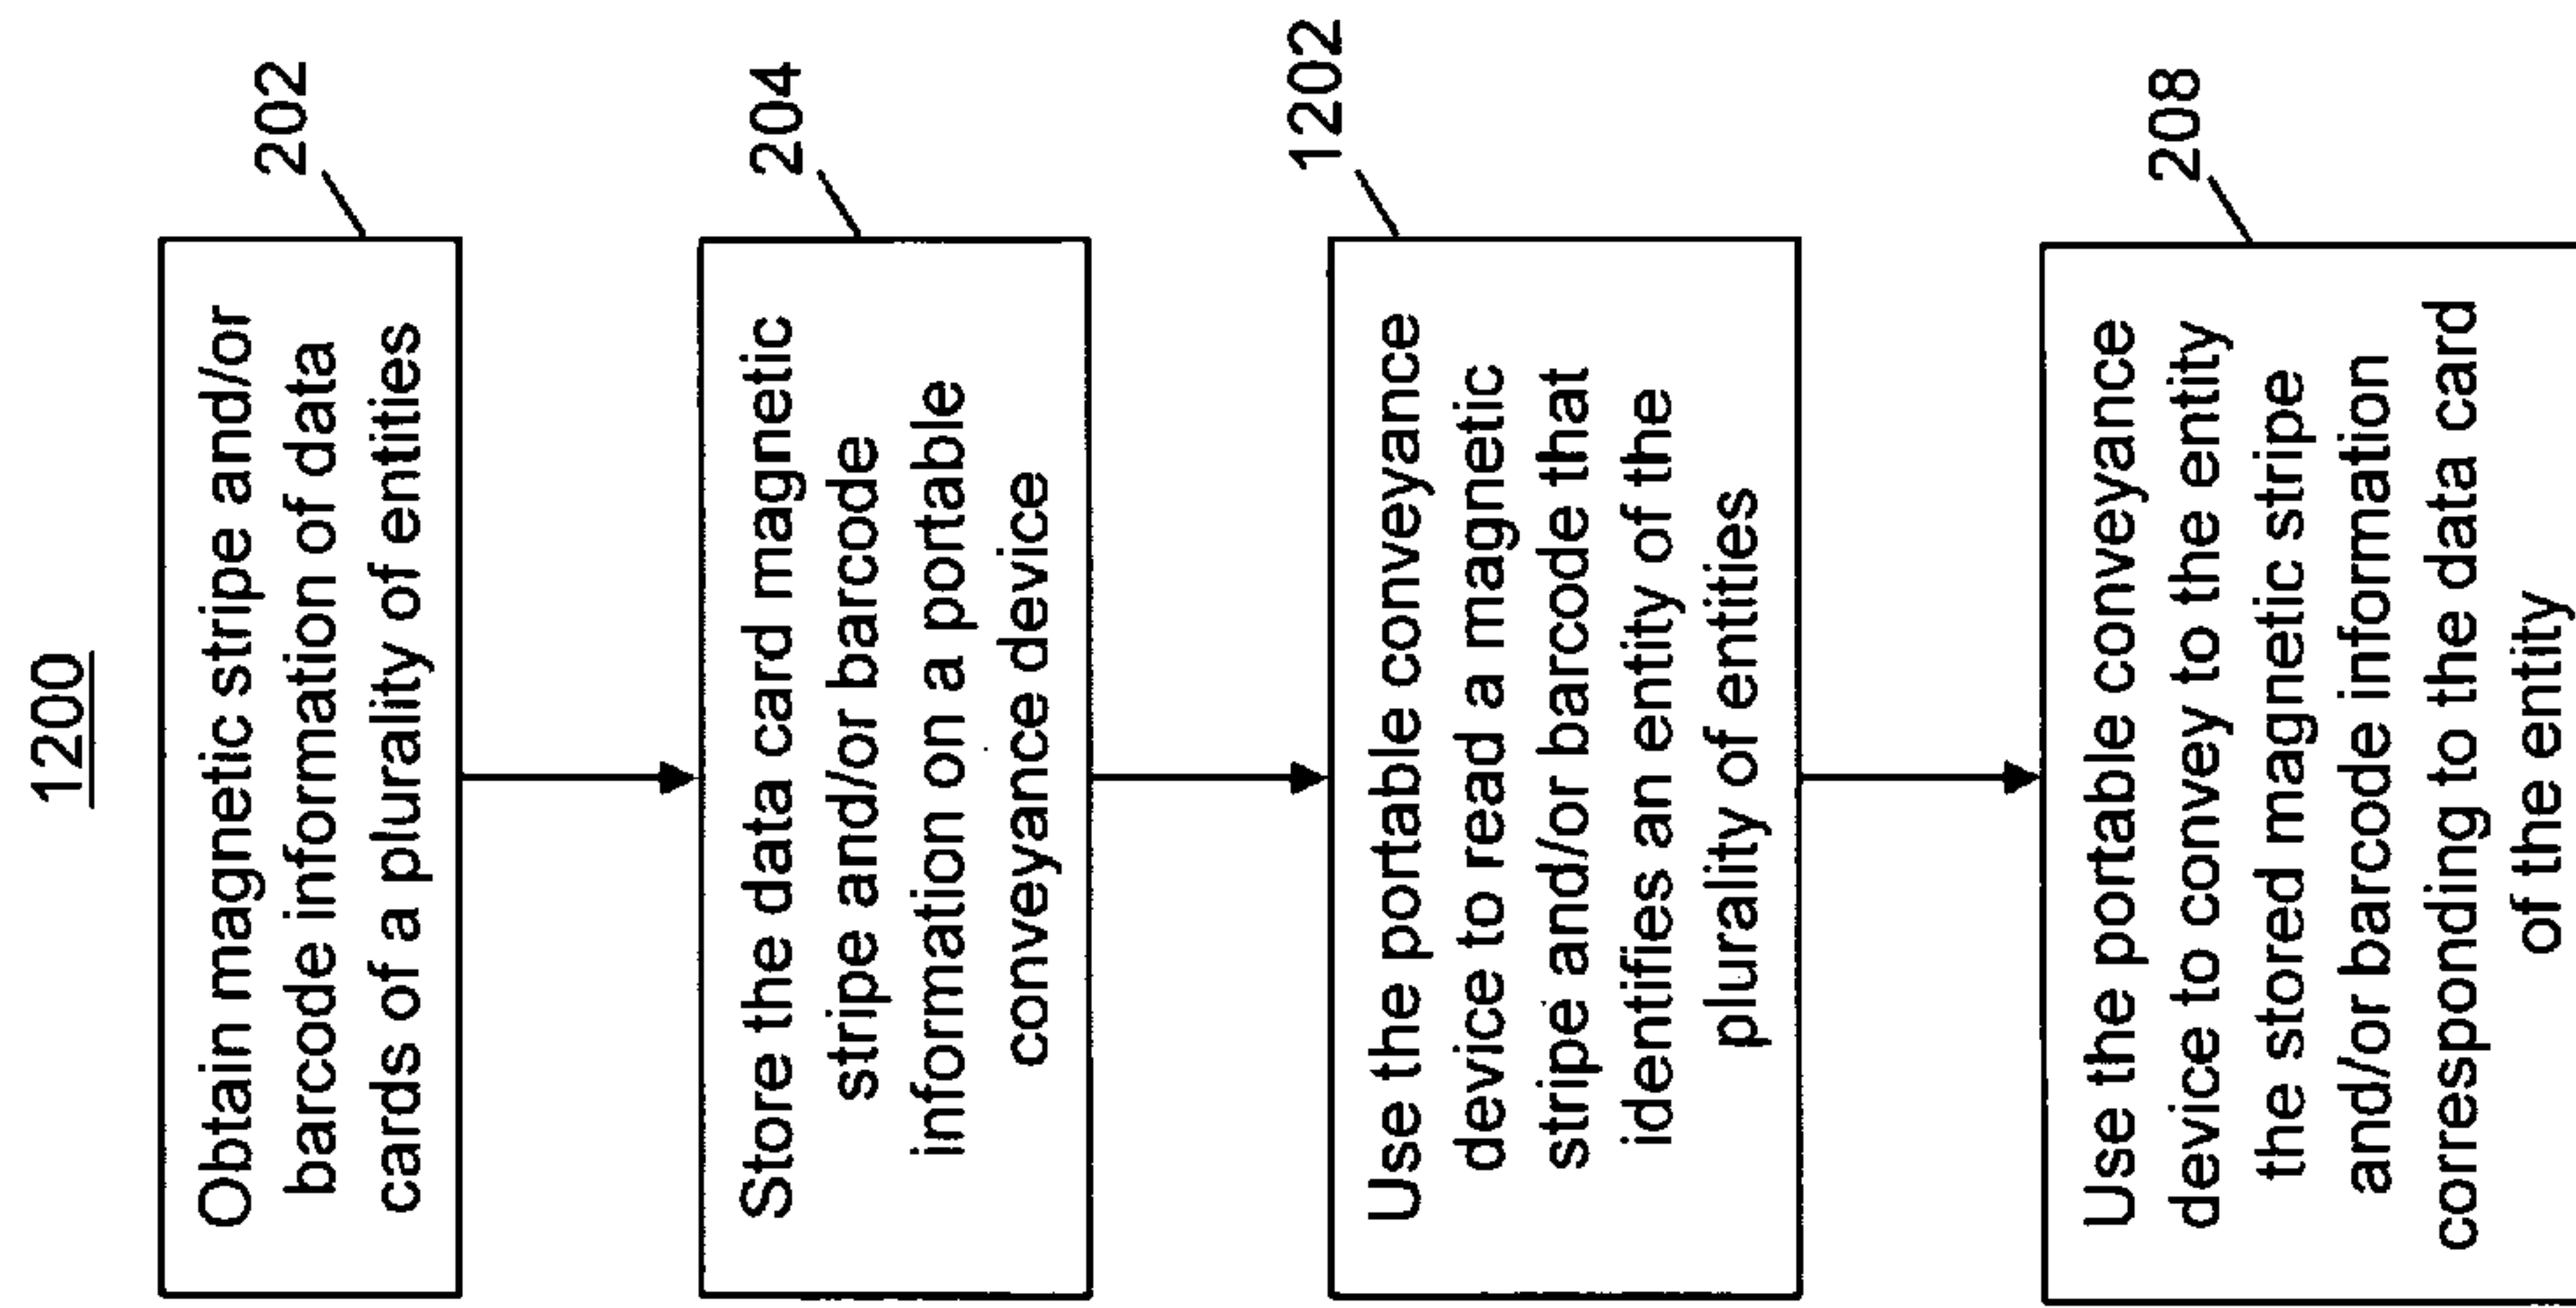 1200
202
Obtain magnetic stripe and/or
barcode information of data
cards of a plurality of entities
204
Store the data card magnetic
stripe and/or barcode
information on a portable
conveyance device
1202
Use the portable conveyance
device to read a magnetic
stripe and/or barcode that
identifies an entity of the
plurality of entities
208
Use the portable conveyance
device to convey to the entity
the stored magnetic stripe
and/or barcode information
corresponding to the data card
of the entity